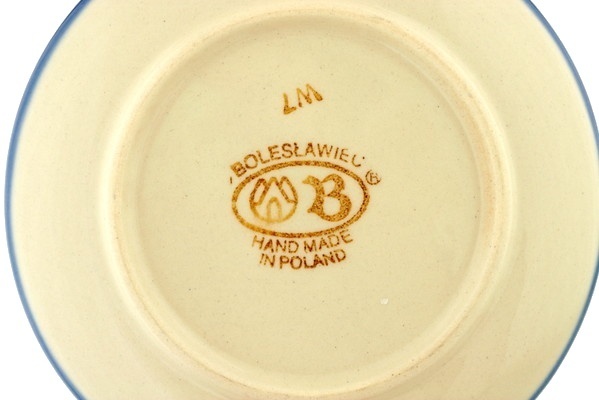 LM
BOLESŁAWIEC
B ®
HAND MADE
IN POLAND